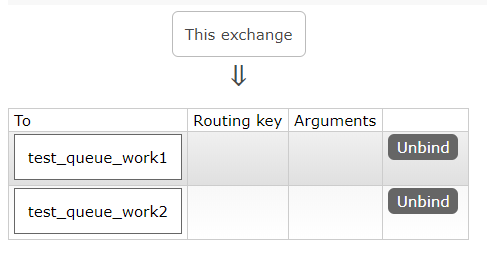 This exchange
⇓
To Routing key Arguments
test_queue_work1 Unbind
test_queue_work2 Unbind